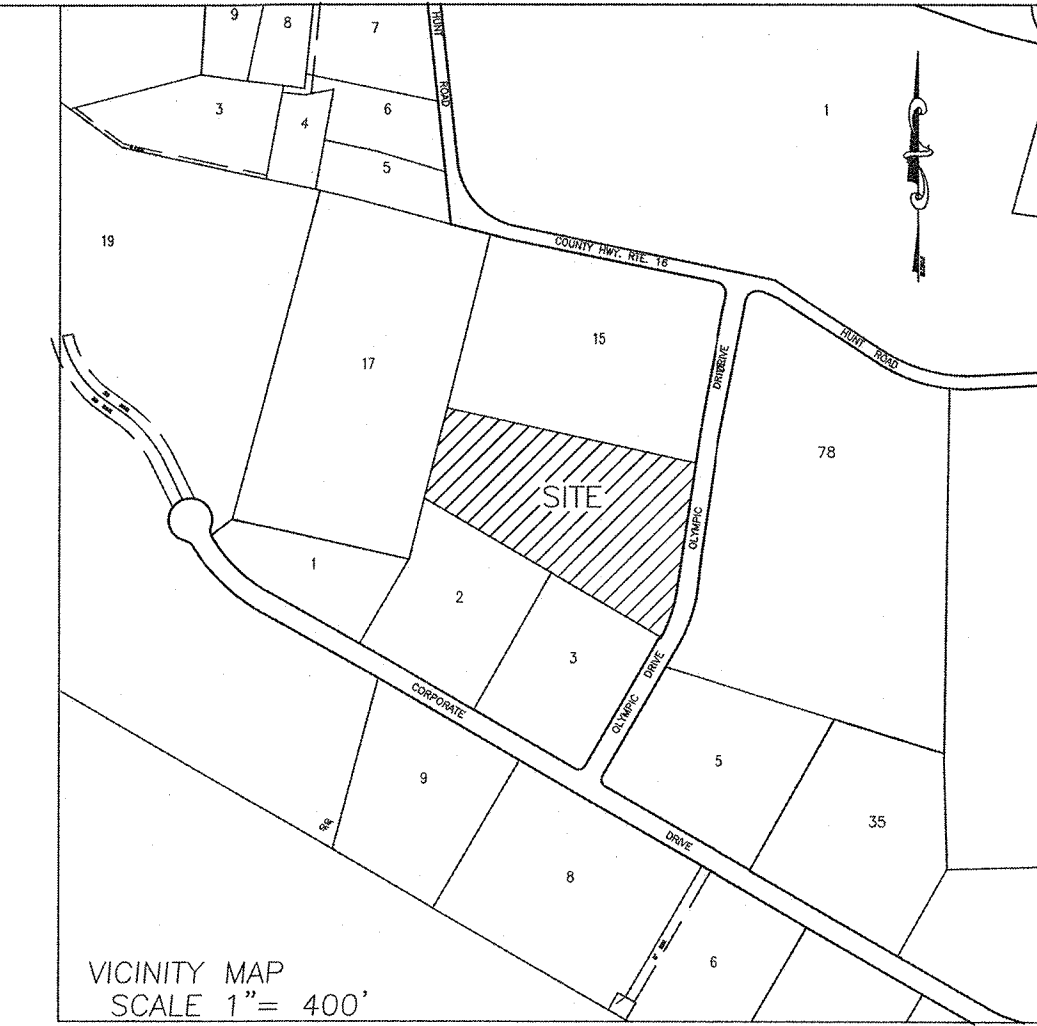 9
8
7
HUNT
ROAD
3
4
6
1
5
19
COUNTY HWY. RTE. 16
15
17
DRIVE
HUNT ROAD
78
SITE
OLYMPIC
1
2
3
DRIVE
OLYMPIC
CORPORATE
5
9
35
DRIVE
8
6
VICINITY MAP
SCALE 1"= 400'